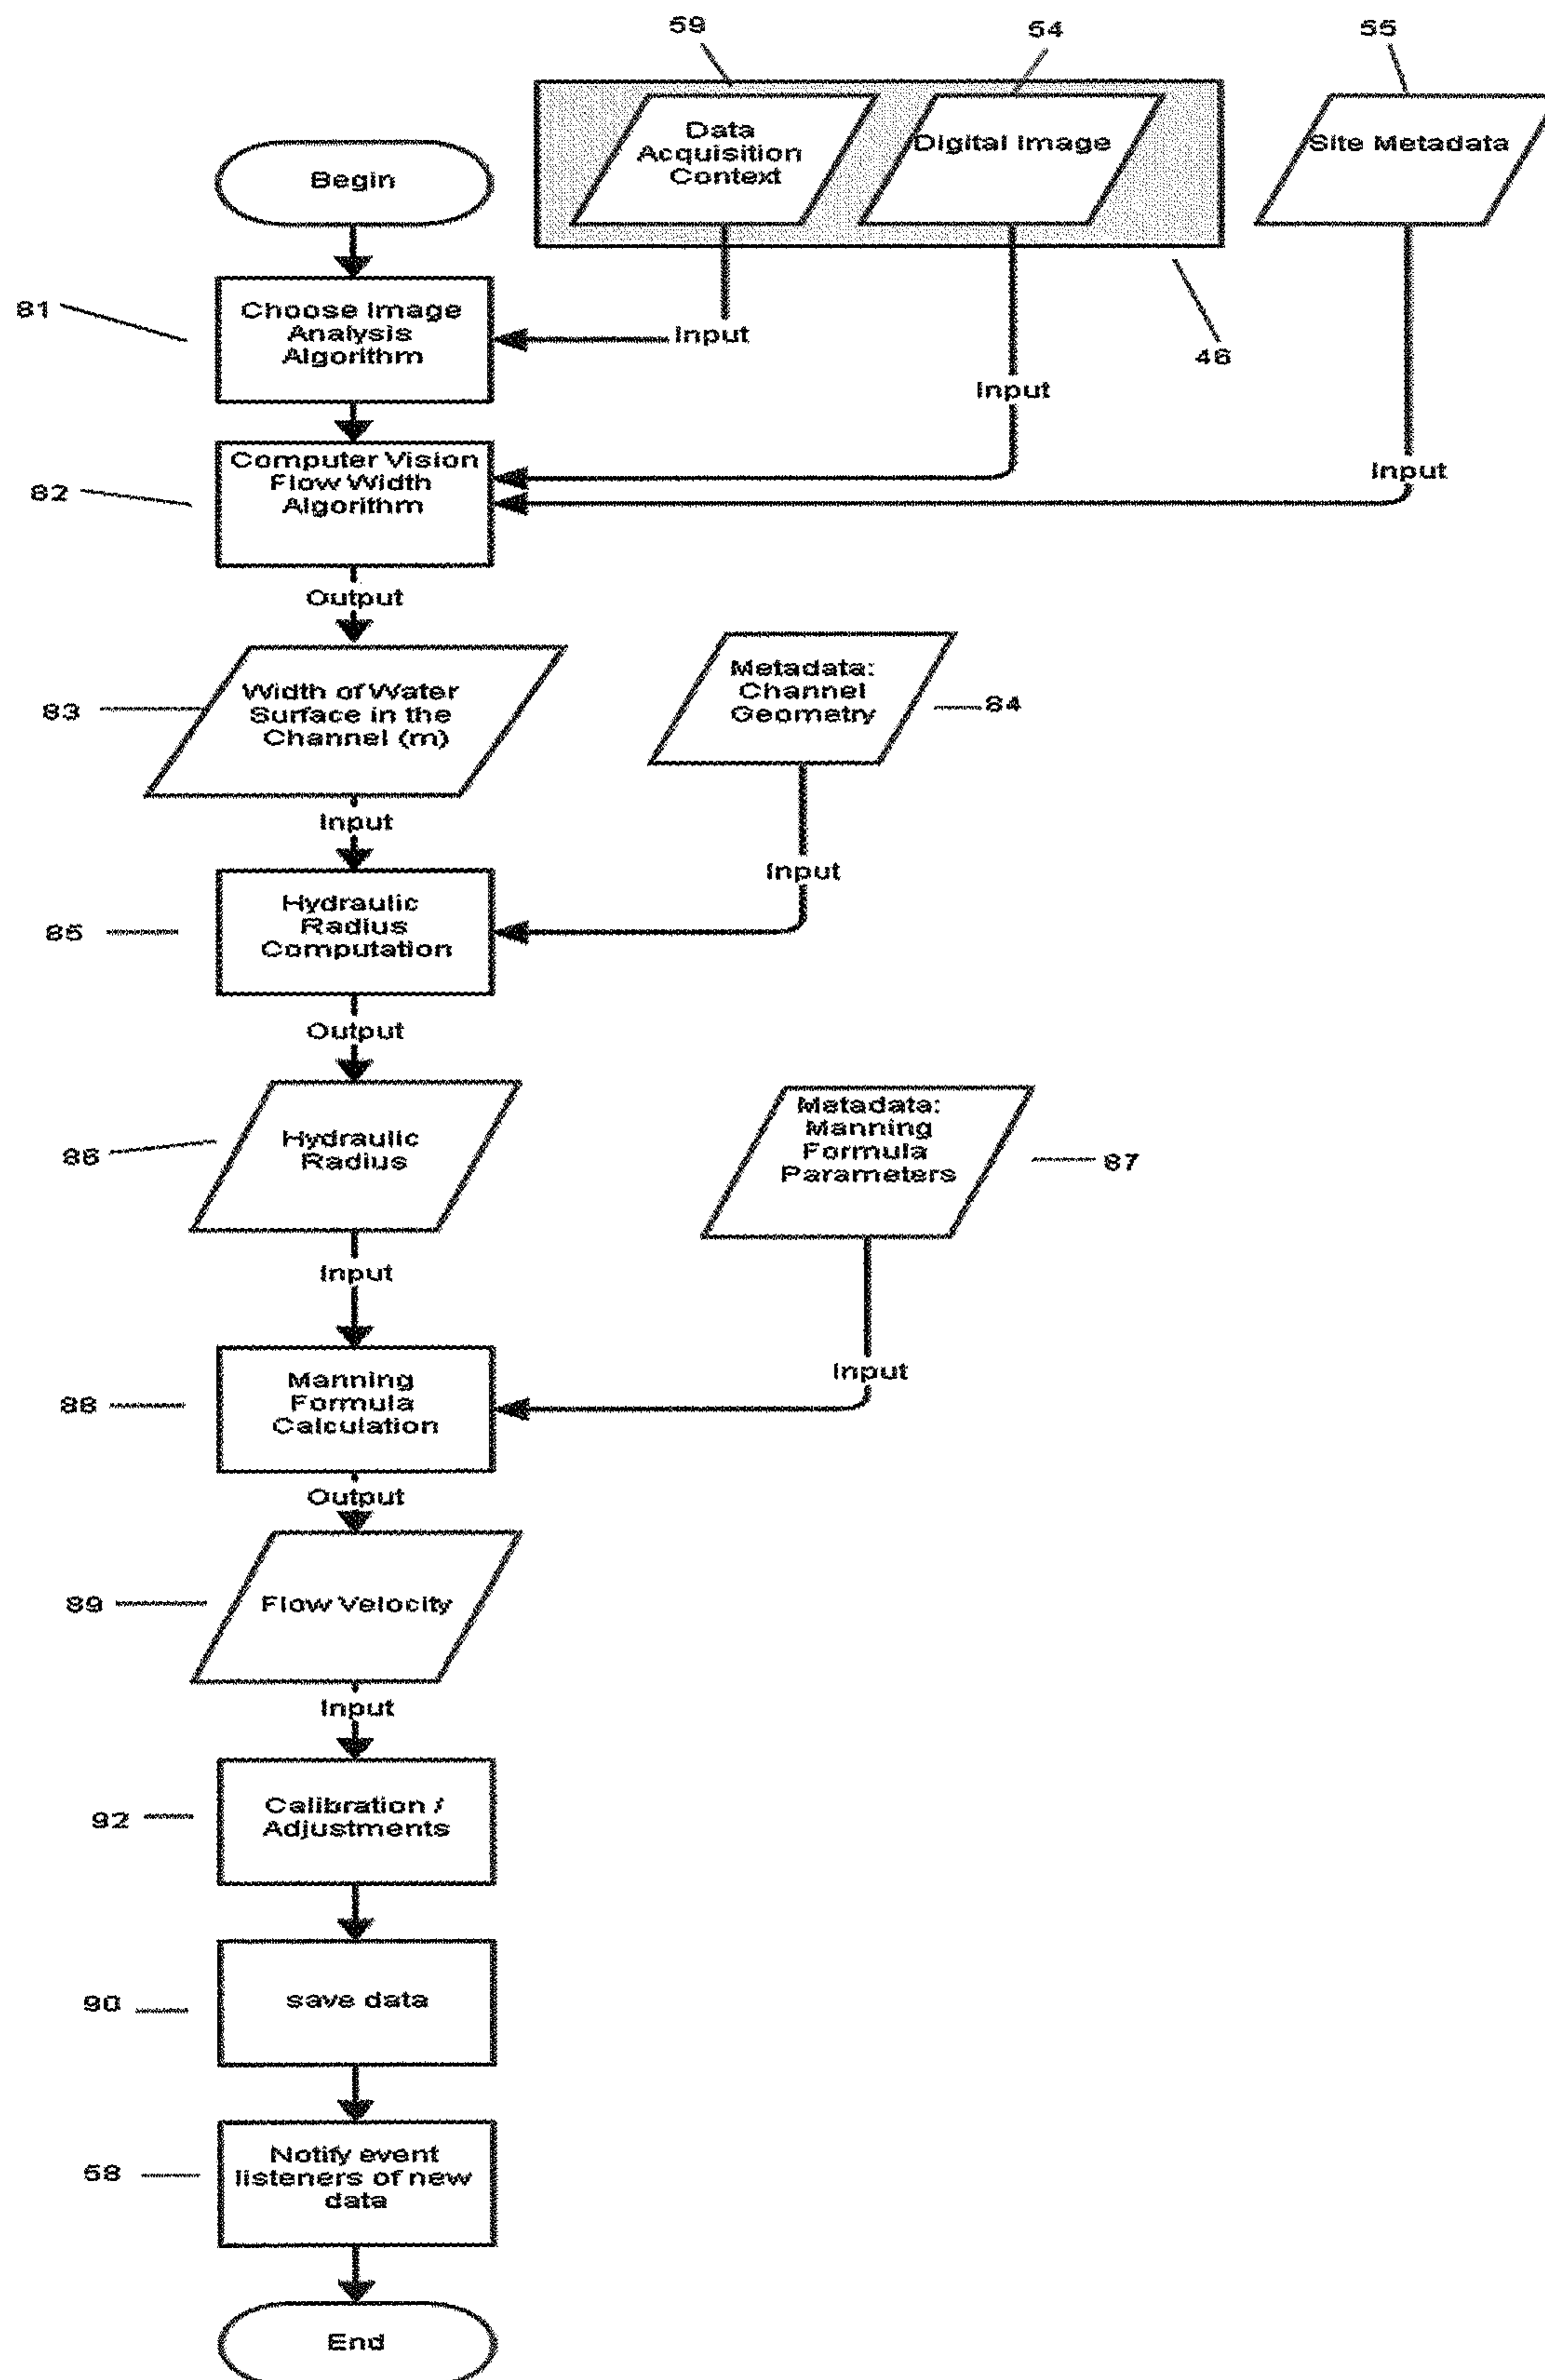 59
54
55
Data
Acquisition
Context
Digital Image
Site Metadata
Begin
81
Choose Image
Analysis
Algorithm
Input
46
Input
82
Computer Vision
Flow Width
Algorithm
Input
Output
83
Width of Water
Surface in the
Channel (m)
Metadata:
Channel
Geometry
84
Input
Input
85
Hydraulic
Radius
Computation
Output
86
Hydraulic
Radius
Metadata:
Manning
Formula
Parameters
87
Input
Input
88
Manning
Formula
Calculation
Output
89
Flow Velocity
Input
92
Calibration /
Adjustments
90
save data
58
Notify event
listeners of new
data
End